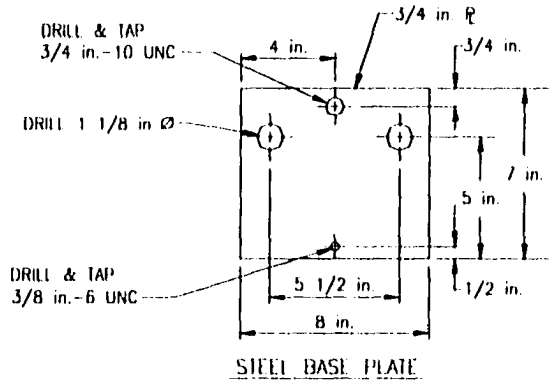 3/4 in. ⅊
DRILL & TAP
3/4 in.-10 UNC
4 in.
3/4 in.
DRILL 1 1/8 in Ø
7 in.
5 in.
DRILL & TAP
3/8 in.-6 UNC
5 1/2 in.
1/2 in.
8 in.
STEEL BASE PLATE